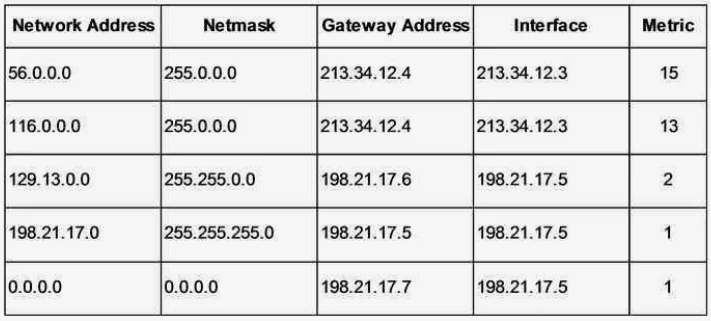 Network Address Netmask Gateway Address Interface Metric
56.0.0.0 255.0.0.0 213.34.12.4 213.34.12.3 15
116.0.0.0 255.0.0.0 213.34.12.4 213.34.12.3 13
129.13.0.0 255.255.0.0 198.21.17.6 198.21.17.5 2
198.21.17.0 255.255.255.0 198.21.17.5 198.21.17.5 1
0.0.0.0 0.0.0.0 198.21.17.7 198.21.17.5 1